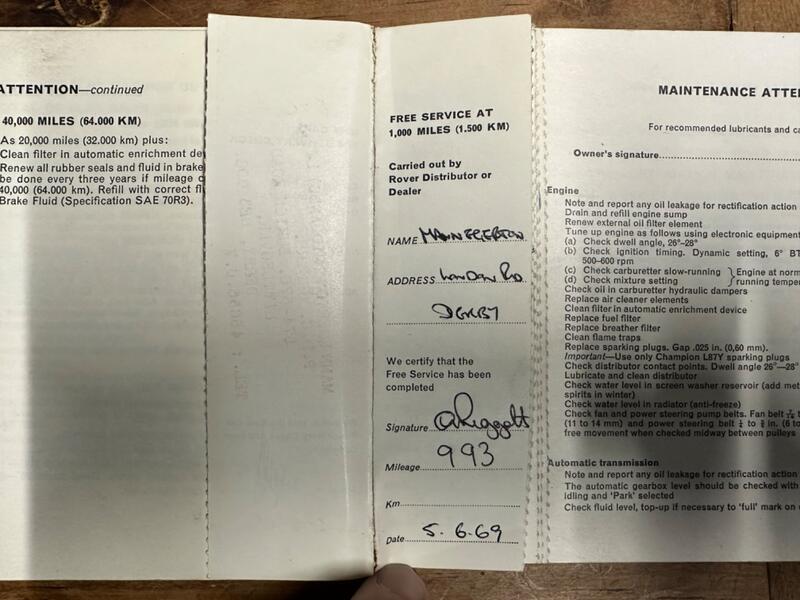 ATTENTION—continued
40,000 MILES (64.000 KM)
As 20,000 miles (32.000 km) plus:
Clean filter in automatic enrichment de
Renew all rubber seals and fluid in brake
be done every three years if mileage
40,000 (64.000 km). Refill with correct fl
Brake Fluid (Specification SAE 70R3).
FREE SERVICE AT
1,000 MILES (1.500 KM)
Carried out by
Rover Distributor or
Dealer
NAME
ADDRESS London Rd
DERBY
We certify that the
Free Service has been
completed
Signature
Mileage 993
Km
Date 5.6.69
MAINTENANCE ATTE
For recommended lubricants and ca
Owner's signature
Engine
Note and report any oil leakage for rectification action
Drain and refill engine sump
Renew external oil filter element
Tune up engine as follows using electronic equipment
(a) Check dwell angle, 26°–28°
(b) Check ignition timing. Dynamic setting, 6° BT
500–600 rpm
(c) Check carburetter slow-running } Engine at norm
(d) Check mixture setting } running tempe
Check oil in carburetter hydraulic dampers
Replace air cleaner elements
Clean filter in automatic enrichment device
Replace fuel filter
Replace breather filter
Clean flame traps
Replace sparking plugs. Gap .025 in. (0,60 mm).
Important—Use only Champion L87Y sparking plugs
Check distributor contact points. Dwell angle 26°—28°
Lubricate and clean distributor
Check water level in screen washer reservoir (add met
spirits in winter)
Check water level in radiator (anti-freeze)
Check fan and power steering pump belts. Fan belt 7/16 t
(11 to 14 mm) and power steering belt ¼ to ⅜ in. (6 to
free movement when checked midway between pulleys
Automatic transmission
Note and report any oil leakage for rectification action
The automatic gearbox level should be checked with
idling and 'Park' selected
Check fluid level, top-up if necessary to 'full' mark on